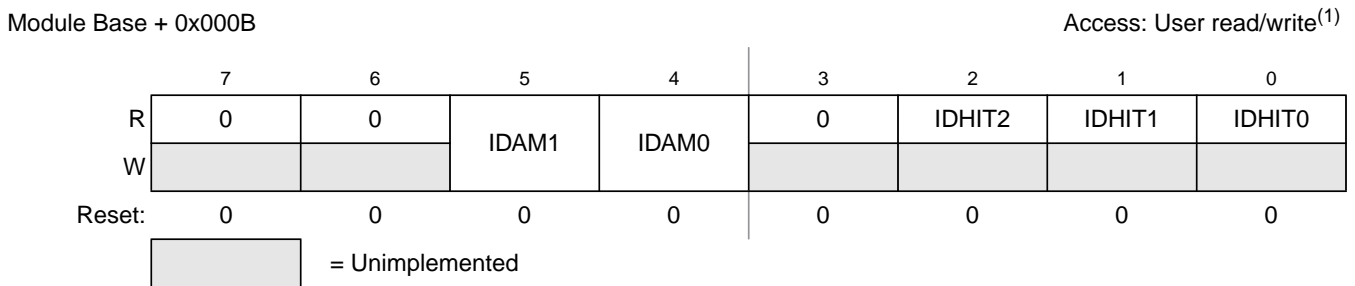 Module Base + 0x000B Access: User read/write(1)
7 6 5 4 3 2 1 0
R 0 0 IDAM1 IDAM0 0 IDHIT2 IDHIT1 IDHIT0
W
Reset: 0 0 0 0 0 0 0 0
= Unimplemented